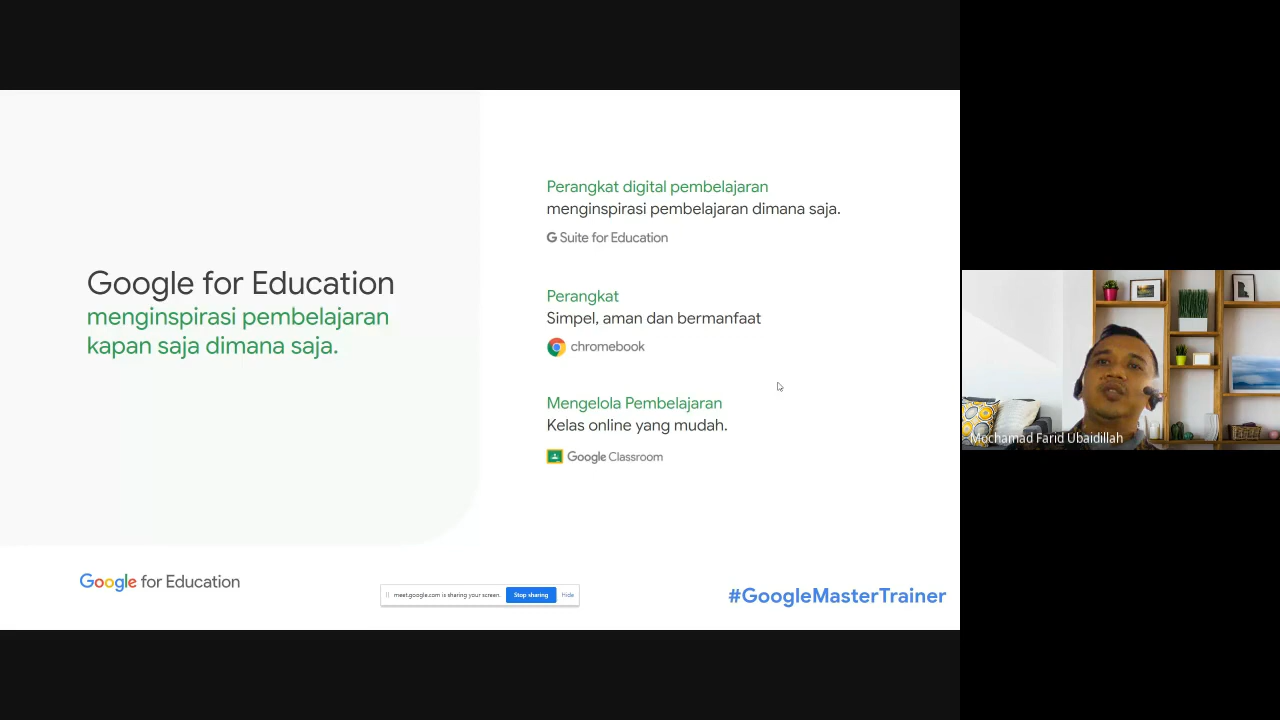 Google for Education
menginspirasi pembelajaran
kapan saja dimana saja.
Perangkat digital pembelajaran
menginspirasi pembelajaran dimana saja.
G Suite for Education
Perangkat
Simpel, aman dan bermanfaat
chromebook
Mengelola Pembelajaran
Kelas online yang mudah.
Google Classroom
Google for Education
meet.google.com is sharing your screen. Stop sharing Hide
#GoogleMasterTrainer
Mochamad Farid Ubaidillah